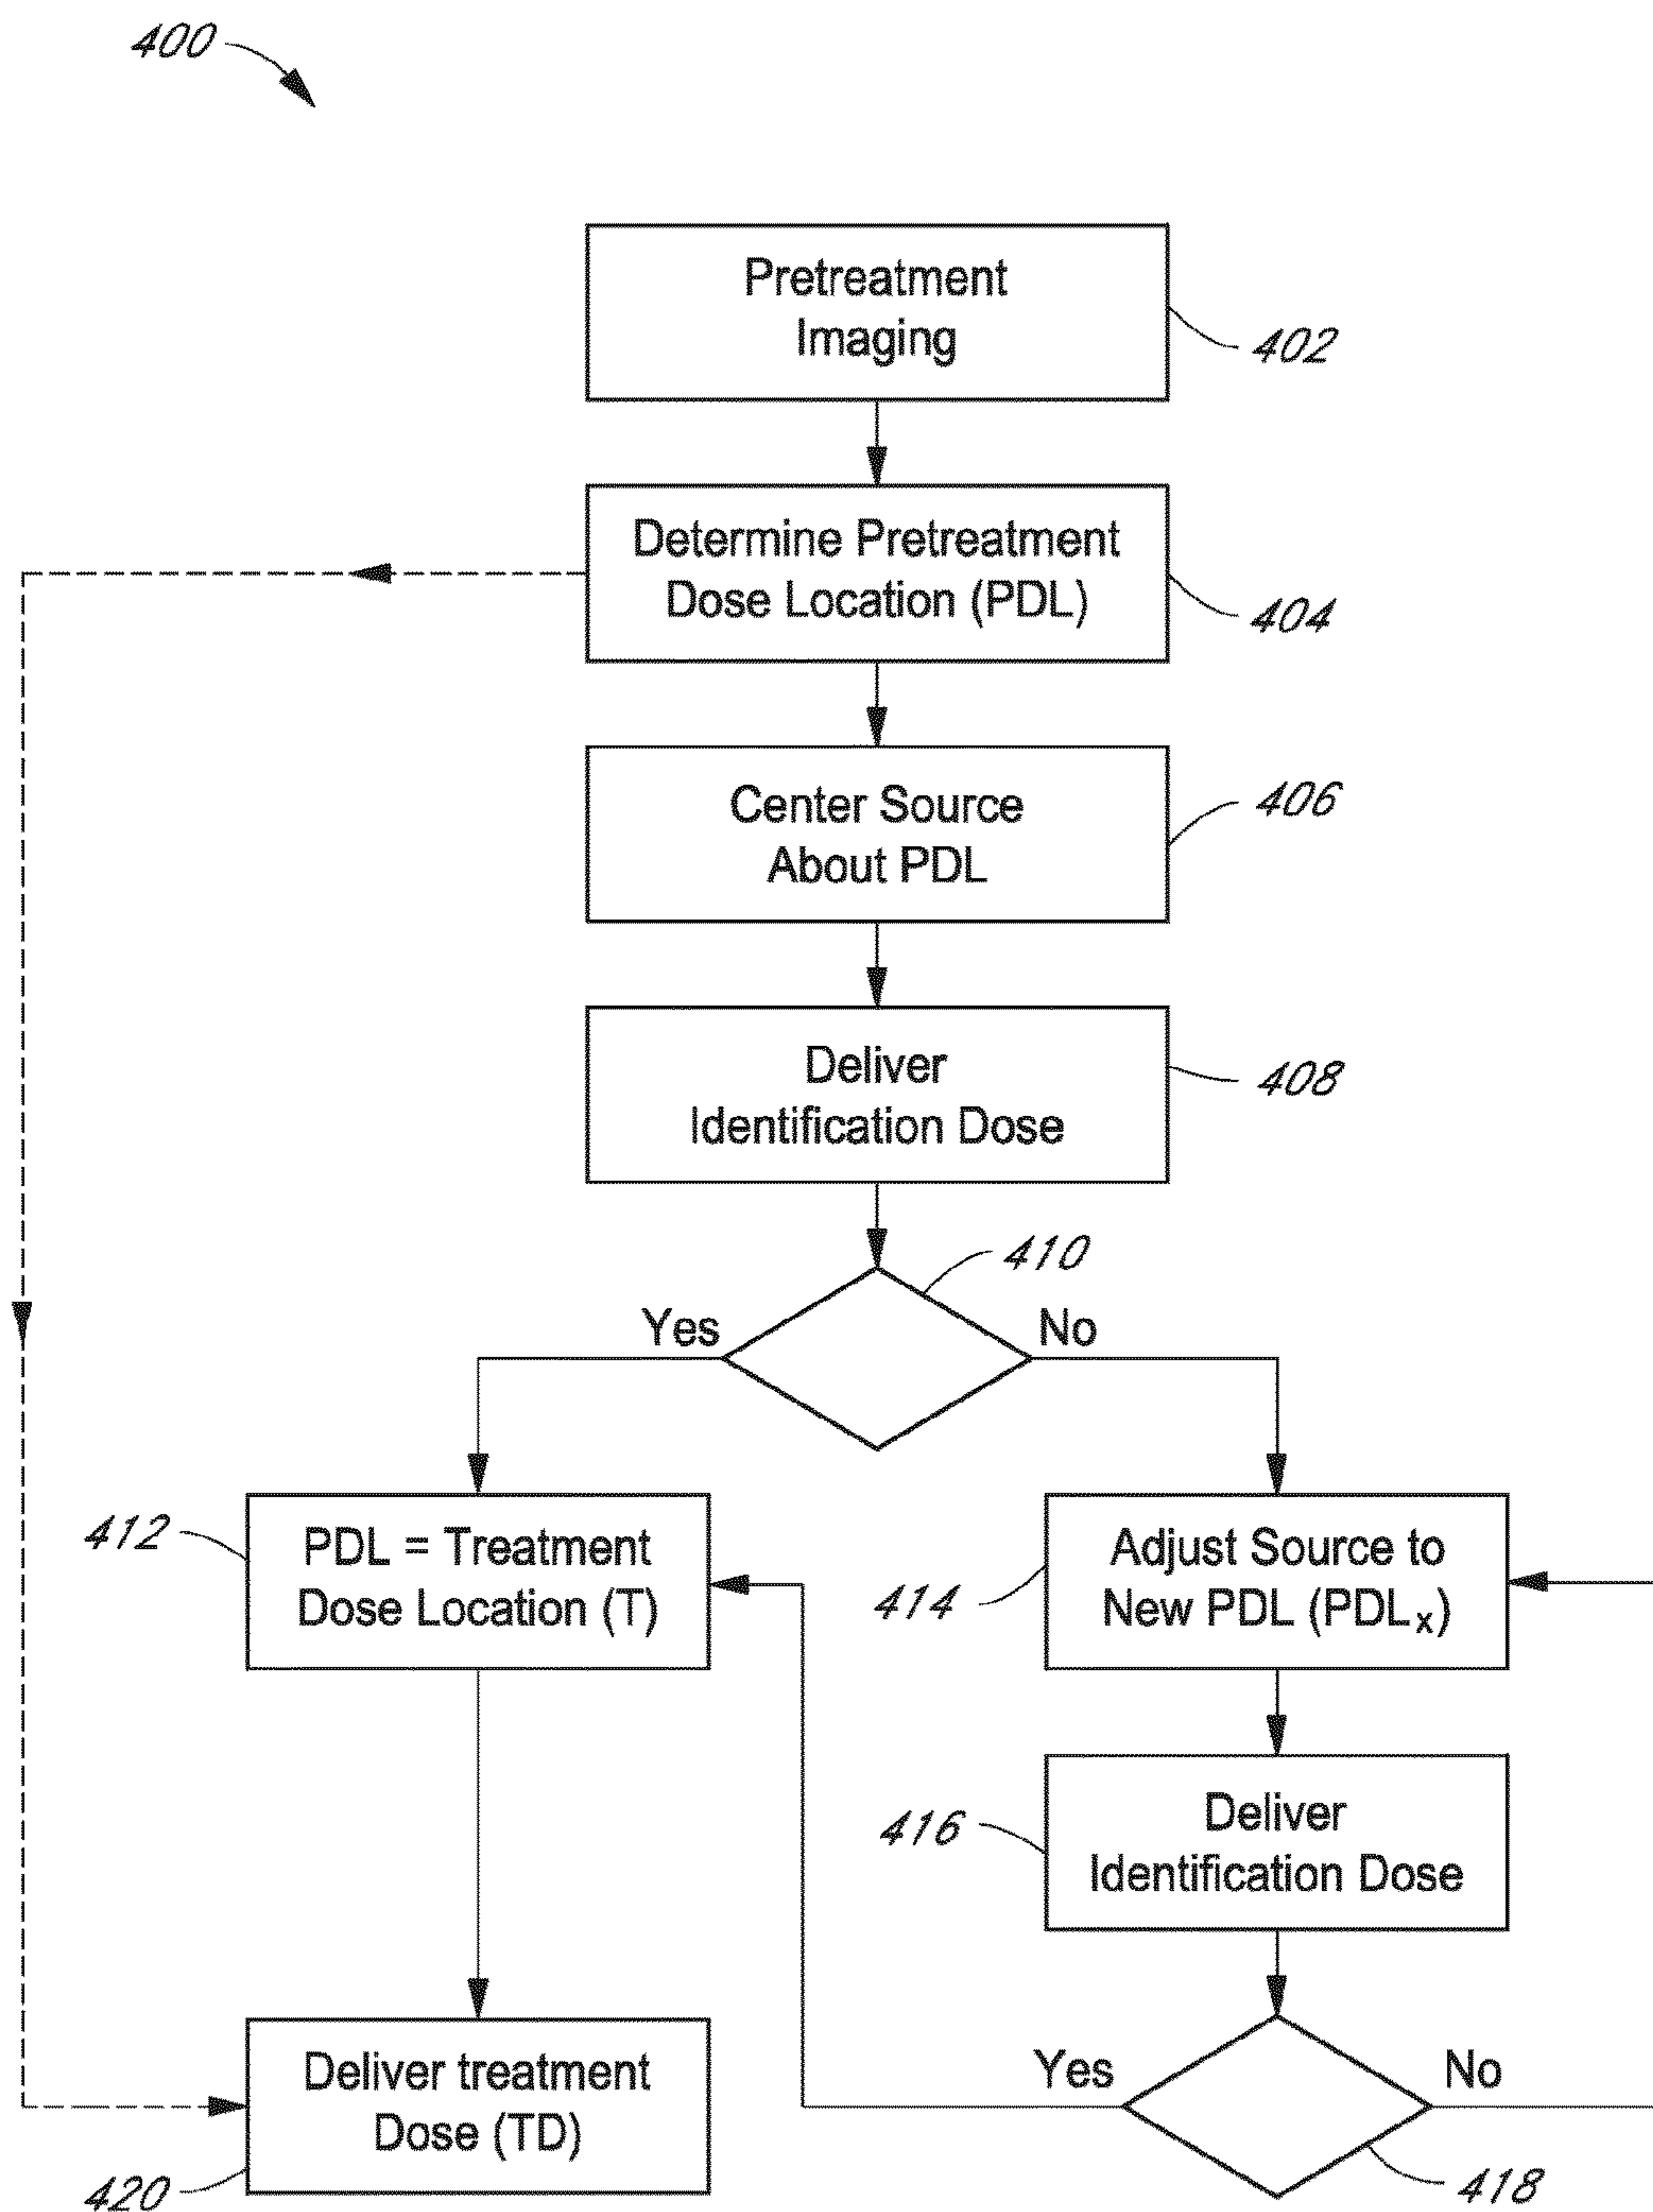 400
Pretreatment
Imaging
402
Determine Pretreatment
Dose Location (PDL)
404
Center Source
About PDL
406
Deliver
Identification Dose
408
410
Yes
No
412
PDL = Treatment
Dose Location (T)
414
Adjust Source to
New PDL (PDLₓ)
416
Deliver
Identification Dose
Yes
No
418
Deliver treatment
Dose (TD)
420